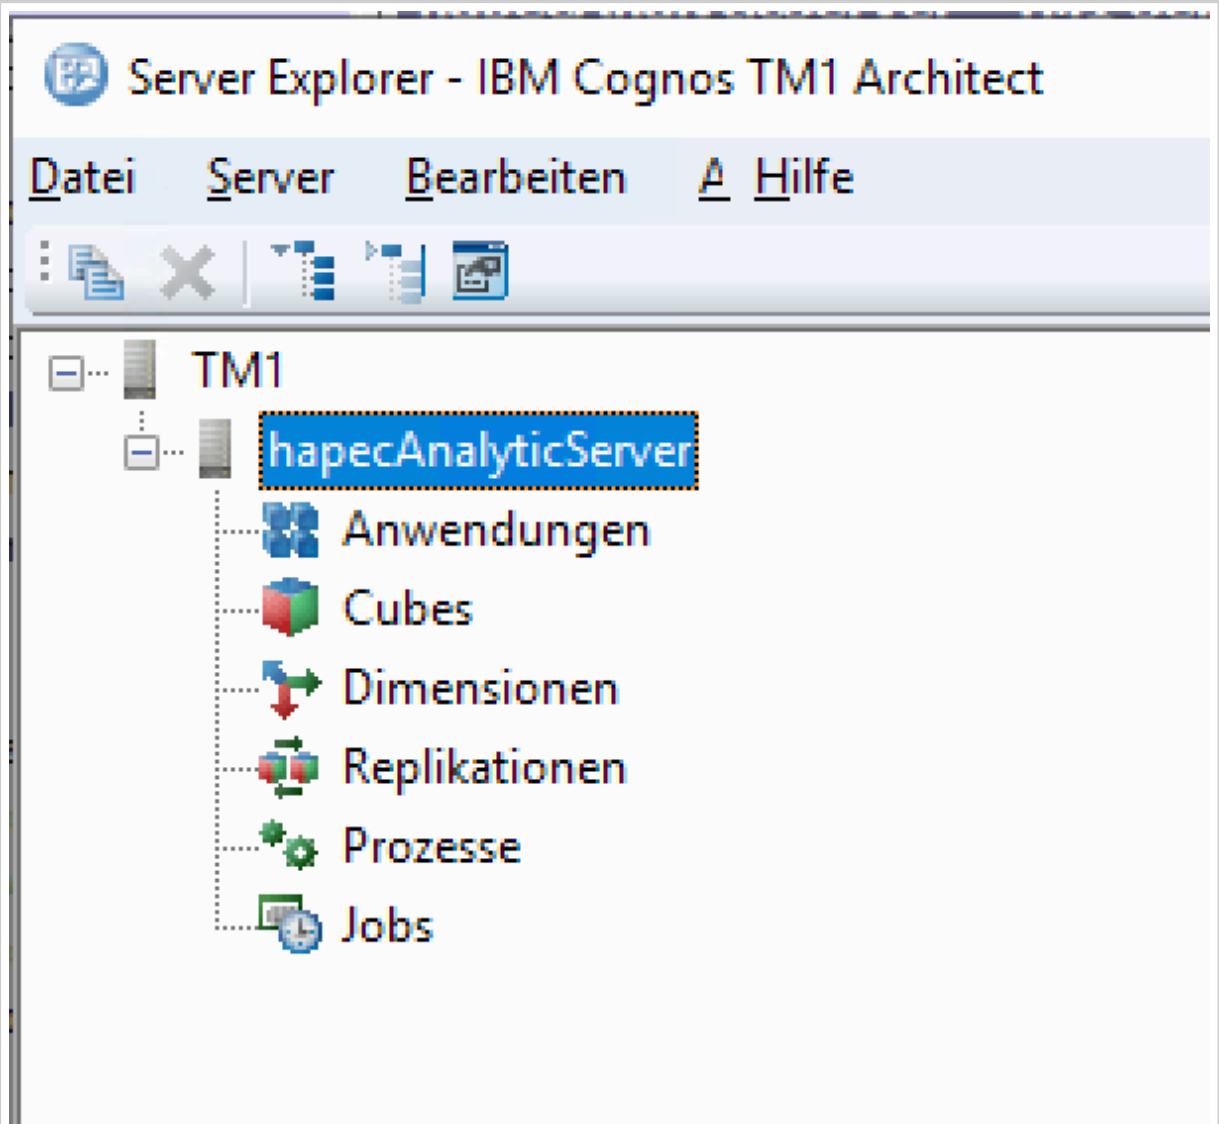 Server Explorer - IBM Cognos TM1 Architect
Datei Server Bearbeiten A Hilfe
TM1
hapecAnalyticServer
Anwendungen
Cubes
Dimensionen
Replikationen
Prozesse
Jobs